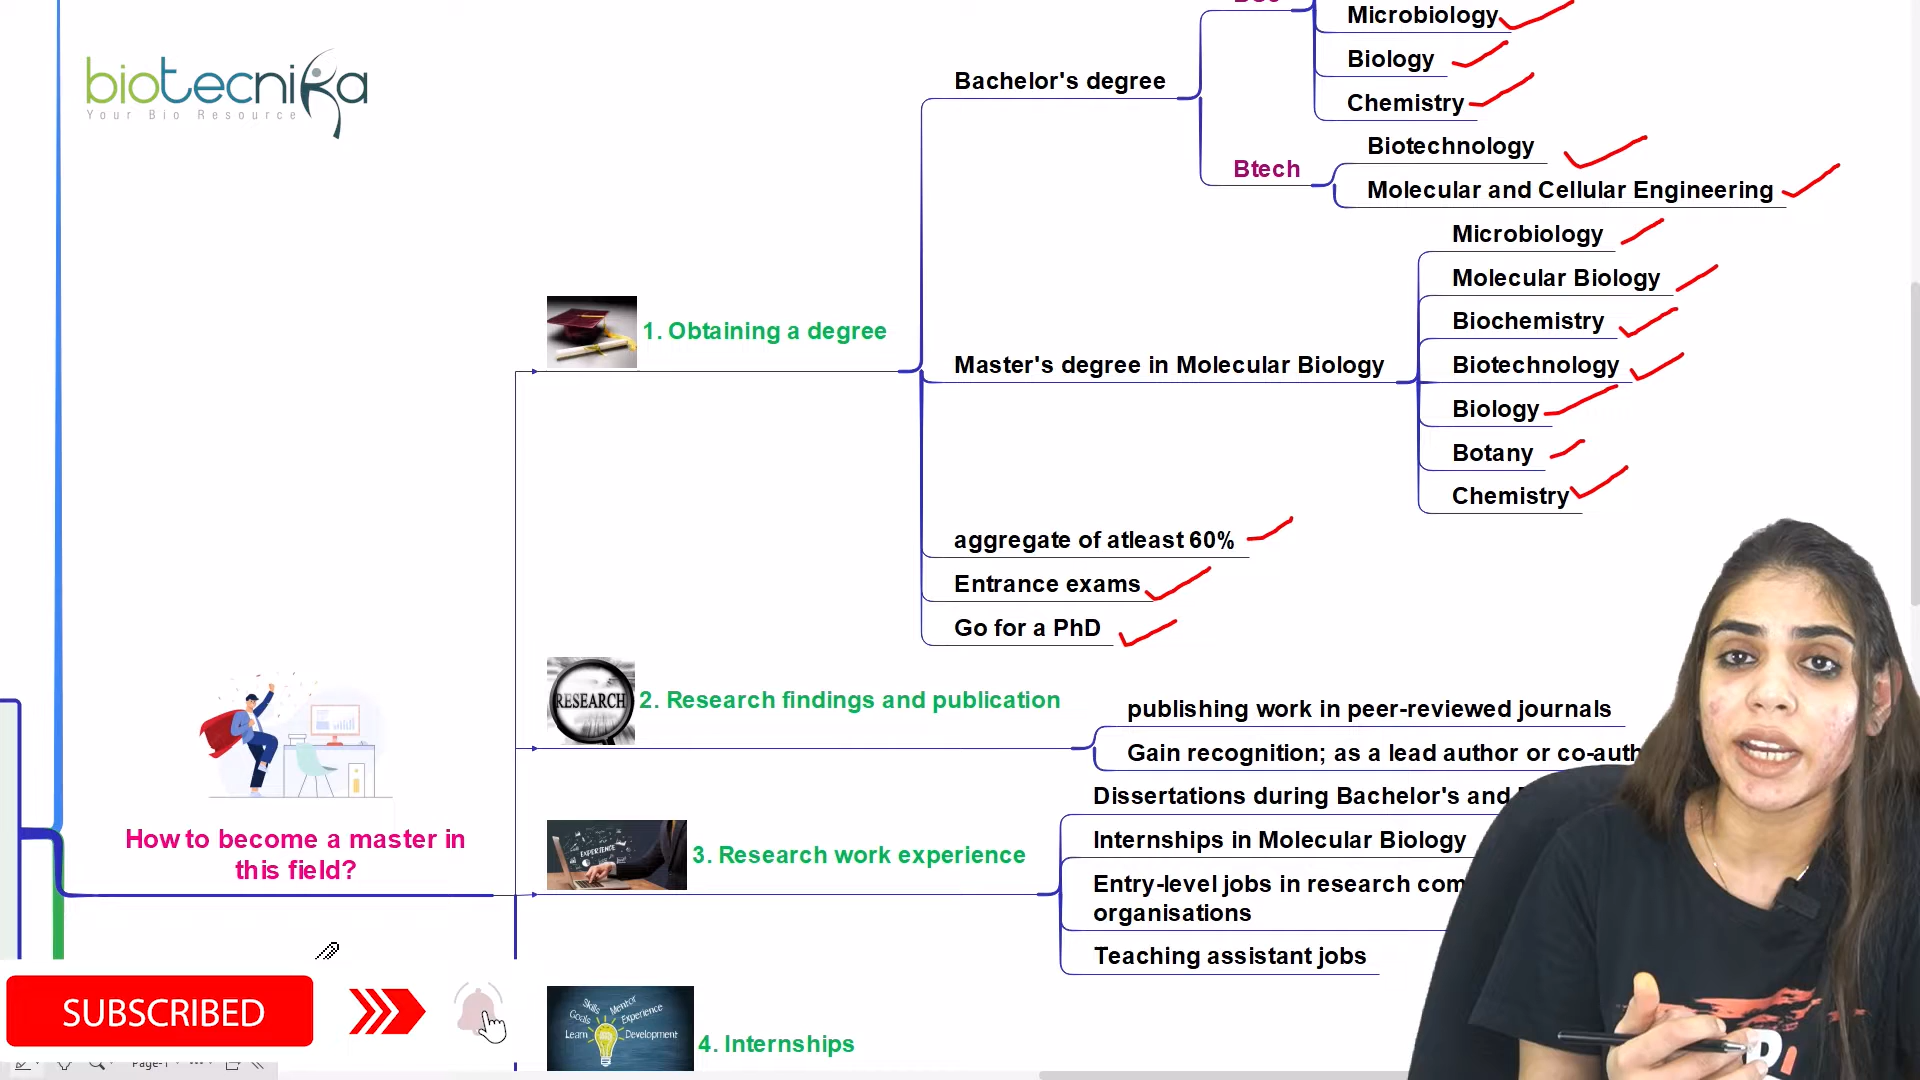 Microbiology
biotecnika
Your Bio Resource
Biology
Bachelor's degree
Chemistry
Biotechnology
Btech
Molecular and Cellular Engineering
Microbiology
Molecular Biology
Biochemistry
1. Obtaining a degree
Master's degree in Molecular Biology
Biotechnology
Biology
Botany
Chemistry
aggregate of atleast 60%
Entrance exams
Go for a PhD
RESEARCH
2. Research findings and publication
publishing work in peer-reviewed journals
Gain recognition; as a lead author or co-auth
Dissertations during Bachelor's and
How to become a master in
this field?
EXPERIENCE
3. Research work experience
Internships in Molecular Biology
Entry-level jobs in research com
organisations
Teaching assistant jobs
SUBSCRIBED
Skills
Mentor
Goals
Experience
Learn
Development
4. Internships
Page-1